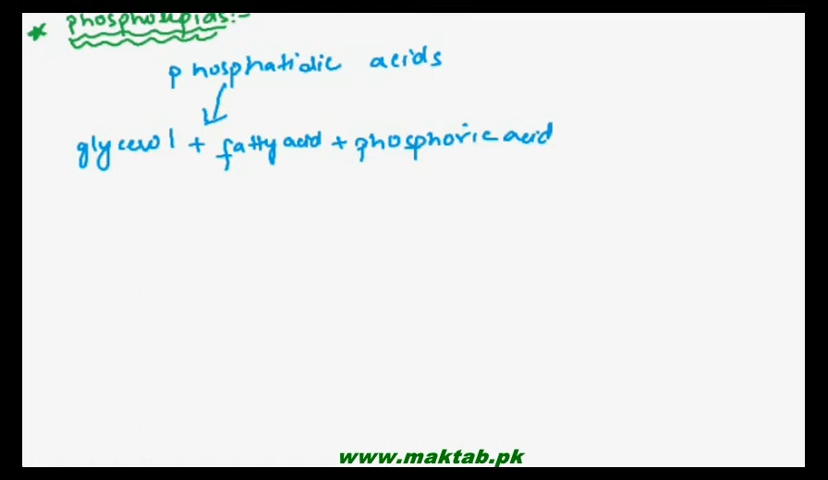 * phospholipids:-
phosphatidic acids
glycerol + fatty acid + phosphoric acid
www.maktab.pk